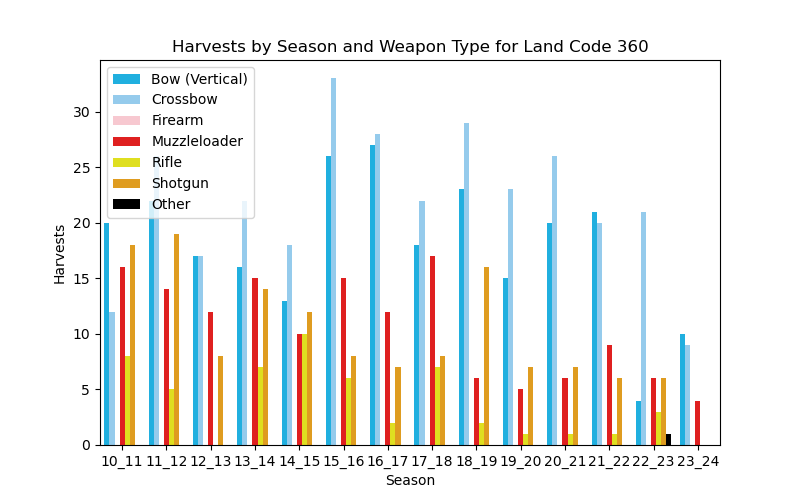 Harvests by Season and Weapon Type for Land Code 360
Bow (Vertical)
Crossbow
Firearm
Muzzleloader
Rifle
Shotgun
Other
Harvests
30
25
20
15
10
5
0
10_11 11_12 12_13 13_14 14_15 15_16 16_17 17_18 18_19 19_20 20_21 21_22 22_23 23_24
Season